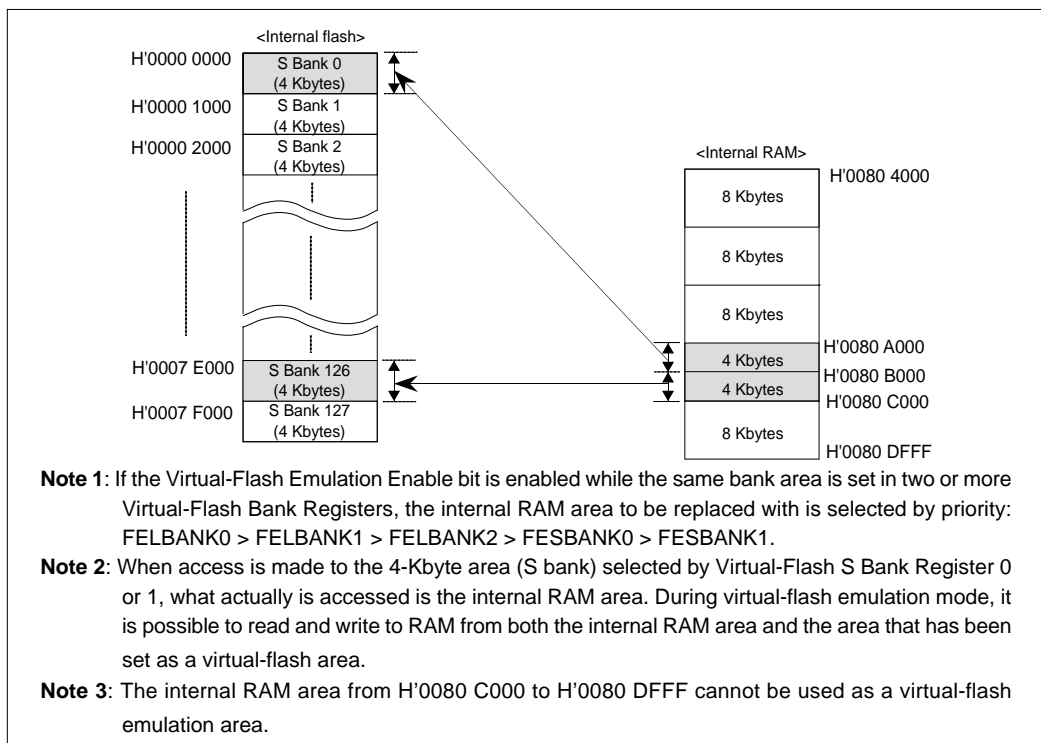 <Internal flash>
H'0000 0000
S Bank 0
(4 Kbytes)
H'0000 1000
S Bank 1
(4 Kbytes)
H'0000 2000
S Bank 2
(4 Kbytes)
H'0007 E000
S Bank 126
(4 Kbytes)
H'0007 F000
S Bank 127
(4 Kbytes)
<Internal RAM>
H'0080 4000
8 Kbytes
8 Kbytes
8 Kbytes
H'0080 A000
4 Kbytes
H'0080 B000
4 Kbytes
H'0080 C000
8 Kbytes
H'0080 DFFF
Note 1: If the Virtual-Flash Emulation Enable bit is enabled while the same bank area is set in two or more
Virtual-Flash Bank Registers, the internal RAM area to be replaced with is selected by priority:
FELBANK0 > FELBANK1 > FELBANK2 > FESBANK0 > FESBANK1.
Note 2: When access is made to the 4-Kbyte area (S bank) selected by Virtual-Flash S Bank Register 0
or 1, what actually is accessed is the internal RAM area. During virtual-flash emulation mode, it
is possible to read and write to RAM from both the internal RAM area and the area that has been
set as a virtual-flash area.
Note 3: The internal RAM area from H'0080 C000 to H'0080 DFFF cannot be used as a virtual-flash
emulation area.